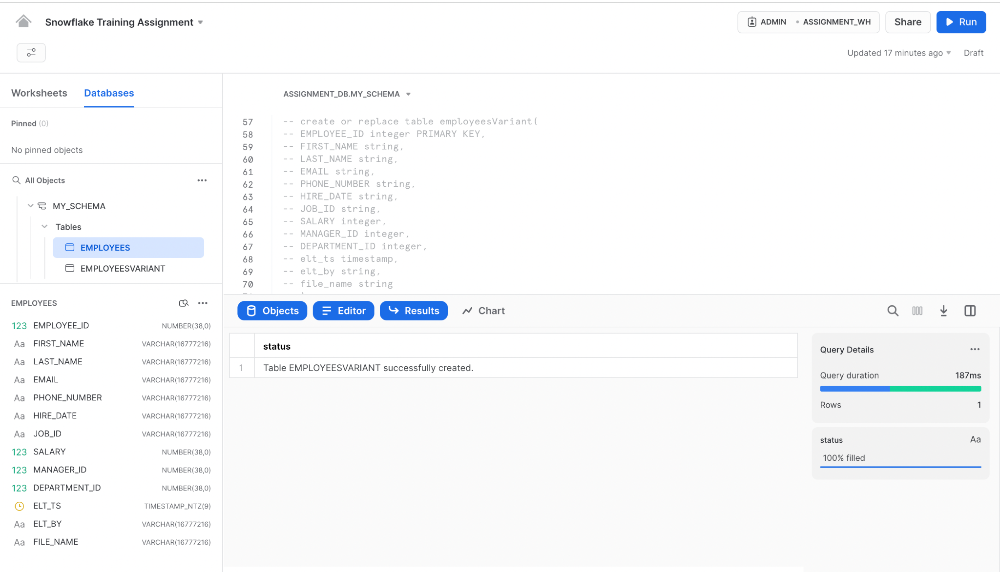 Snowflake Training Assignment
ADMIN • ASSIGNMENT_WH
Share
Run
Updated 17 minutes ago
Draft
Worksheets
Databases
Pinned (0)
No pinned objects
All Objects
MY_SCHEMA
Tables
EMPLOYEES
EMPLOYEESVARIANT
EMPLOYEES
123 EMPLOYEE_ID NUMBER(38,0)
Aa FIRST_NAME VARCHAR(16777216)
Aa LAST_NAME VARCHAR(16777216)
Aa EMAIL VARCHAR(16777216)
Aa PHONE_NUMBER VARCHAR(16777216)
Aa HIRE_DATE VARCHAR(16777216)
Aa JOB_ID VARCHAR(16777216)
123 SALARY NUMBER(38,0)
123 MANAGER_ID NUMBER(38,0)
123 DEPARTMENT_ID NUMBER(38,0)
ELT_TS TIMESTAMP_NTZ(9)
Aa ELT_BY VARCHAR(16777216)
Aa FILE_NAME VARCHAR(16777216)
ASSIGNMENT_DB.MY_SCHEMA
57 -- create or replace table employeesVariant(
58 -- EMPLOYEE_ID integer PRIMARY KEY,
59 -- FIRST_NAME string,
60 -- LAST_NAME string,
61 -- EMAIL string,
62 -- PHONE_NUMBER string,
63 -- HIRE_DATE string,
64 -- JOB_ID string,
65 -- SALARY integer,
66 -- MANAGER_ID integer,
67 -- DEPARTMENT_ID integer,
68 -- elt_ts timestamp,
69 -- elt_by string,
70 -- file_name string
Objects
Editor
Results
Chart
status
1 Table EMPLOYEESVARIANT successfully created.
Query Details
Query duration 187ms
Rows 1
status Aa
100% filled